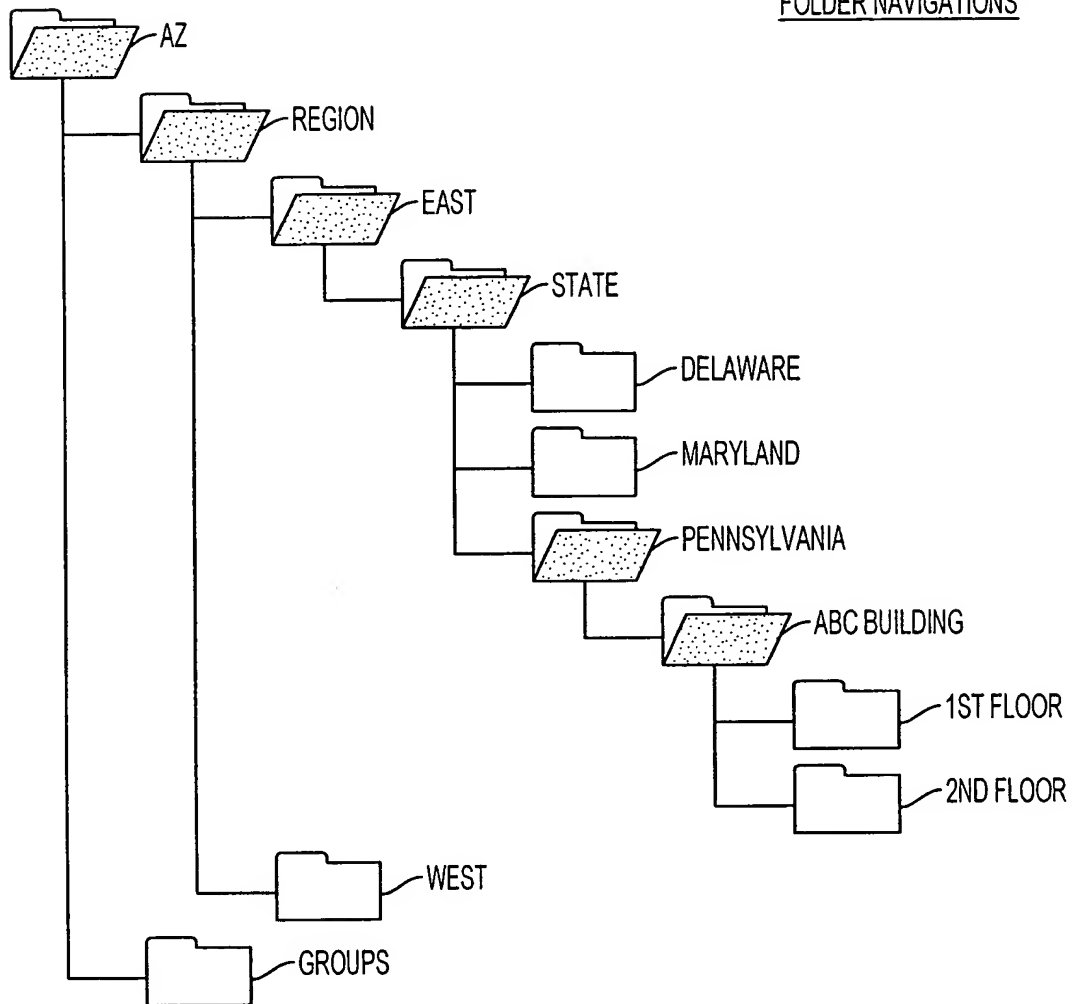 FOLDER NAVIGATIONS
AZ
REGION
EAST
STATE
DELAWARE
MARYLAND
PENNSYLVANIA
ABC BUILDING
1ST FLOOR
2ND FLOOR
WEST
GROUPS